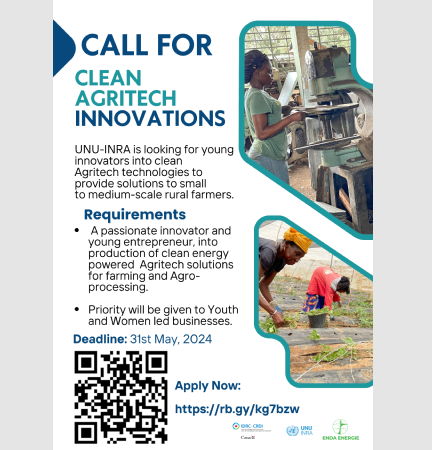 CALL FOR
CLEAN
AGRITECH
INNOVATIONS
UNU-INRA is looking for young
innovators into clean
Agritech technologies to
provide solutions to small
to medium-scale rural farmers.
Requirements
• A passionate innovator and
young entrepreneur, into
production of clean energy
powered Agritech solutions
for farming and Agro-
processing.
• Priority will be given to Youth
and Women led businesses.
Deadline: 31st May, 2024
Apply Now:
https://rb.gy/kg7bzw
IDRC · CRDI
Canada
UNU
INRA
ENDA ENERGIE